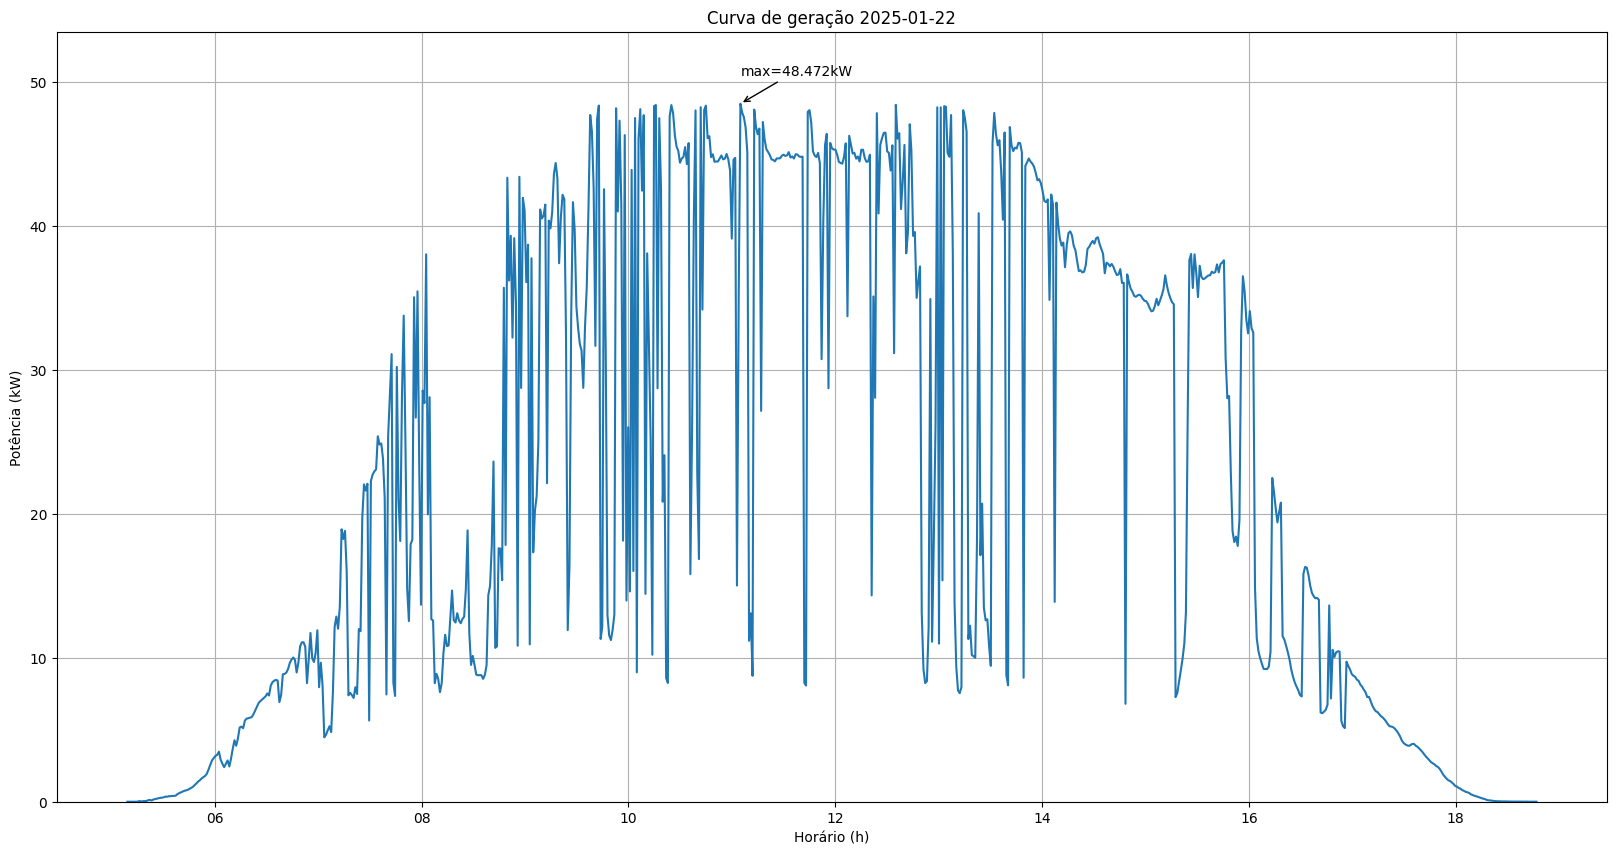 Curva de geração 2025-01-22
max=48.472kW
50
40
30
20
10
0
Potência (kW)
06 08 10 12 14 16 18
Horário (h)